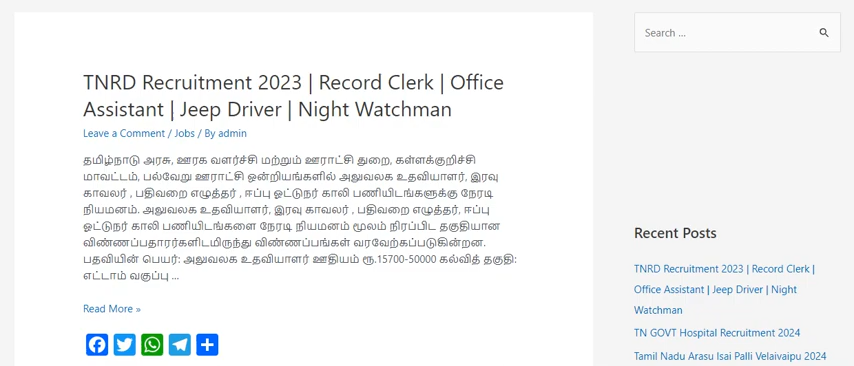 TNRD Recruitment 2023 | Record Clerk | Office
Assistant | Jeep Driver | Night Watchman
Leave a Comment / Jobs / By admin
தமிழ்நாடு அரசு, ஊரக வளர்ச்சி மற்றும் ஊராட்சி துறை, கள்ளக்குறிச்சி
மாவட்டம், பல்வேறு ஊராட்சி ஒன்றியங்களில் அலுவலக உதவியாளர், இரவு
காவலர் , பதிவறை எழுத்தர் , ஈப்பு ஓட்டுநர் காலி பணியிடங்களுக்கு நேரடி
நியமனம். அலுவலக உதவியாளர், இரவு காவலர் , பதிவறை எழுத்தர், ஈப்பு
ஓட்டுநர் காலி பணியிடங்களை நேரடி நியமனம் மூலம் நிரப்பிட தகுதியான
விண்ணப்பதாரர்களிடமிருந்து விண்ணப்பங்கள் வரவேற்கப்படுகின்றன.
பதவியின் பெயர்: அலுவலக உதவியாளர் ஊதியம் ரூ.15700-50000 கல்வித் தகுதி:
எட்டாம் வகுப்பு …
Read More »
Search ...
Recent Posts
TNRD Recruitment 2023 | Record Clerk |
Office Assistant | Jeep Driver | Night
Watchman
TN GOVT Hospital Recruitment 2024
Tamil Nadu Arasu Isai Palli Velaivaipu 2024